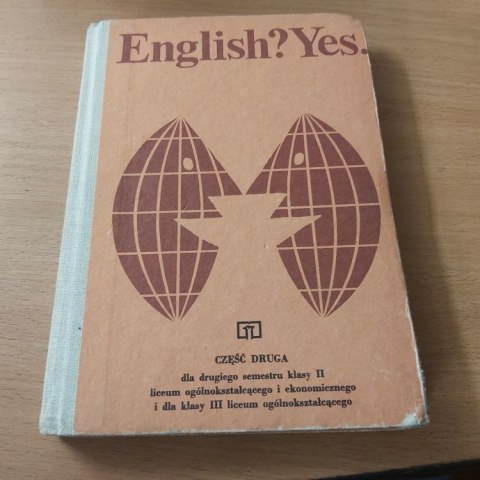 English? Yes.
CZĘŚĆ DRUGA
dla drugiego semestru klasy II
liceum ogólnokształcącego i ekonomicznego
i dla klasy III liceum ogólnokształcącego